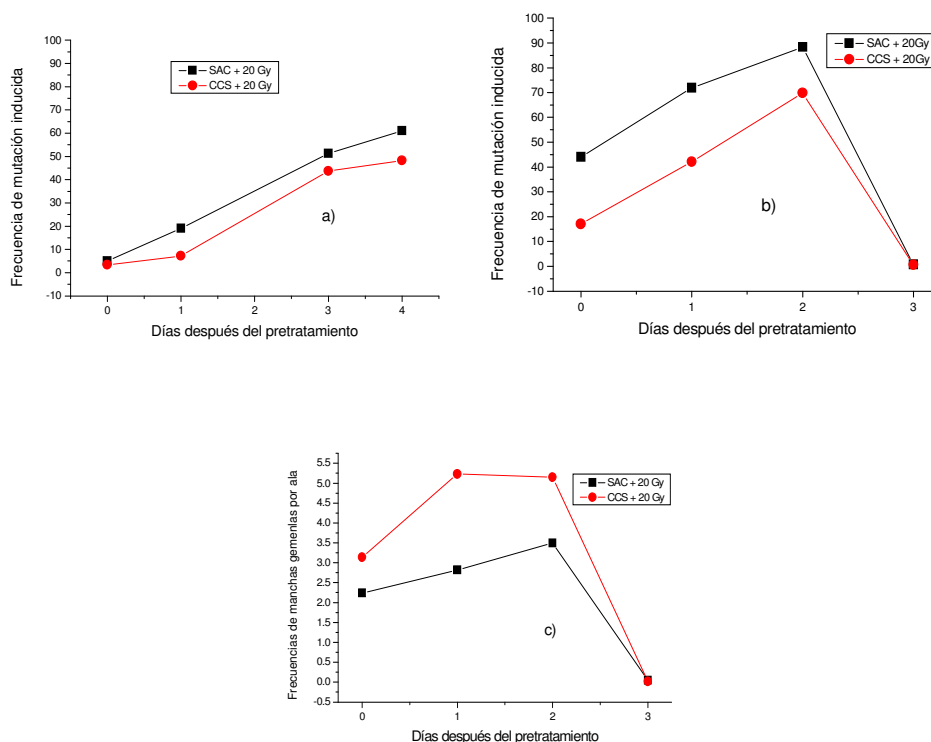 100
90
80
70
60
50
40
30
20
10
0
-10
Frecuencia de mutación inducida
SAC + 20 Gy
CCS + 20 Gy
a)
0 1 2 3 4
Días después del pretratamiento
100
90
80
70
60
50
40
30
20
10
0
-10
Frecuencia de mutación inducida
SAC + 20Gy
CCS + 20Gy
b)
0 1 2 3
Días después del pretratamiento
5.5
5.0
4.5
4.0
3.5
3.0
2.5
2.0
1.5
1.0
0.5
0.0
-0.5
Frecuencias de manchas gemenlas por ala
SAC + 20 Gy
CCS + 20 Gy
c)
0 1 2 3
Días después del pretratamiento